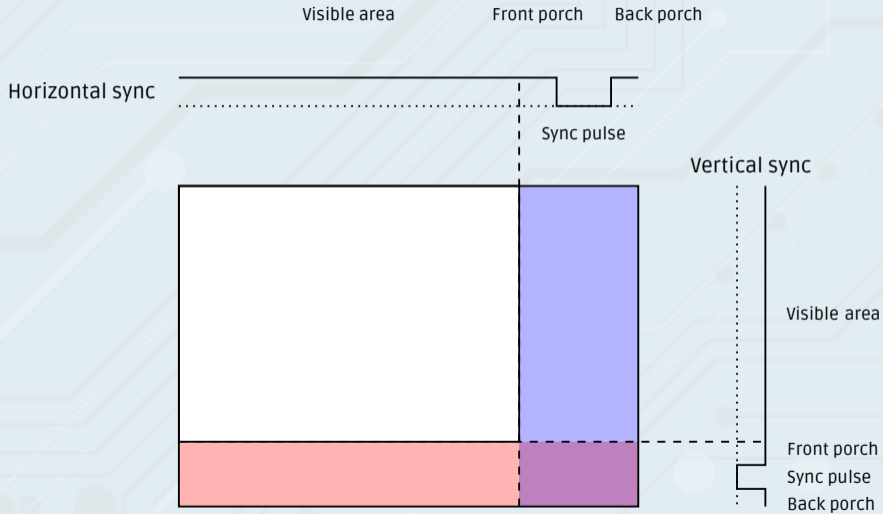 Visible area Front porch Back porch
Horizontal sync
Sync pulse
Vertical sync
Visible area
Front porch
Sync pulse
Back porch